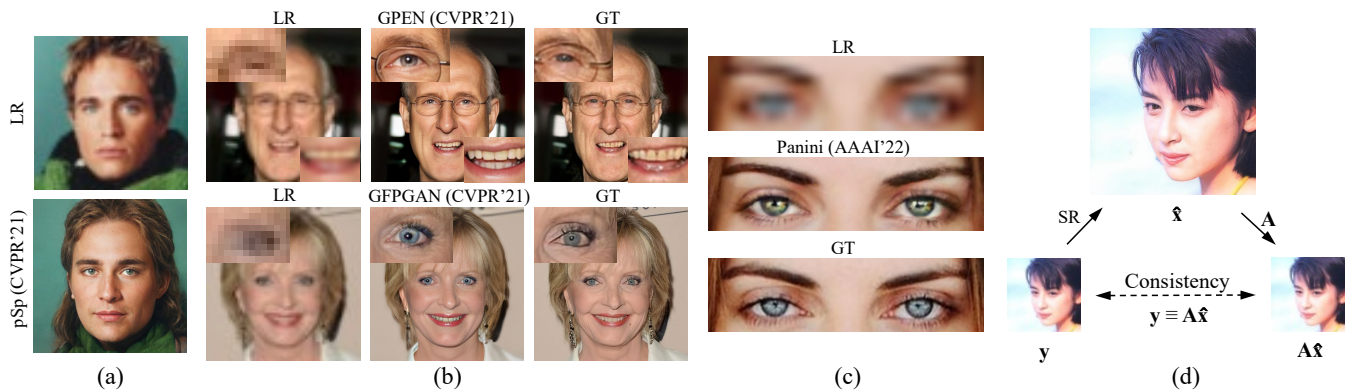 LR
pSp (CVPR'21)
(a)
LR GPEN (CVPR'21) GT
LR GFPGAN (CVPR'21) GT
(b)
LR
Panini (AAAI'22)
GT
(c)
SR x̂ A
Consistency
y ≡ Ax̂
y Ax̂
(d)